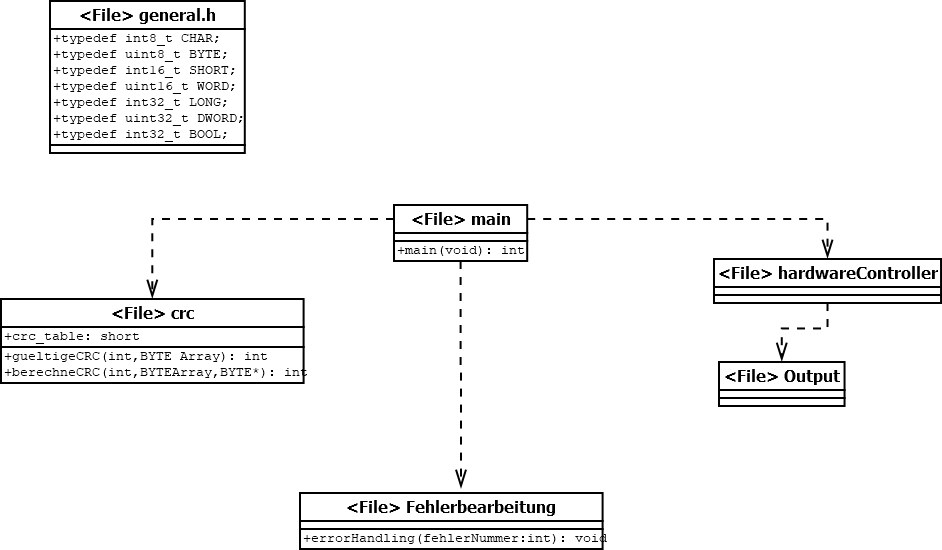 <File> general.h
+typedef int8_t CHAR;
+typedef uint8_t BYTE;
+typedef int16_t SHORT;
+typedef uint16_t WORD;
+typedef int32_t LONG;
+typedef uint32_t DWORD;
+typedef int32_t BOOL;
<File> main
+main(void): int
<File> hardwareController
<File> crc
+crc_table: short
+gueltigeCRC(int,BYTE Array): int
+berechneCRC(int,BYTEArray,BYTE*): int
<File> Output
<File> Fehlerbearbeitung
+errorHandling(fehlerNummer:int): void